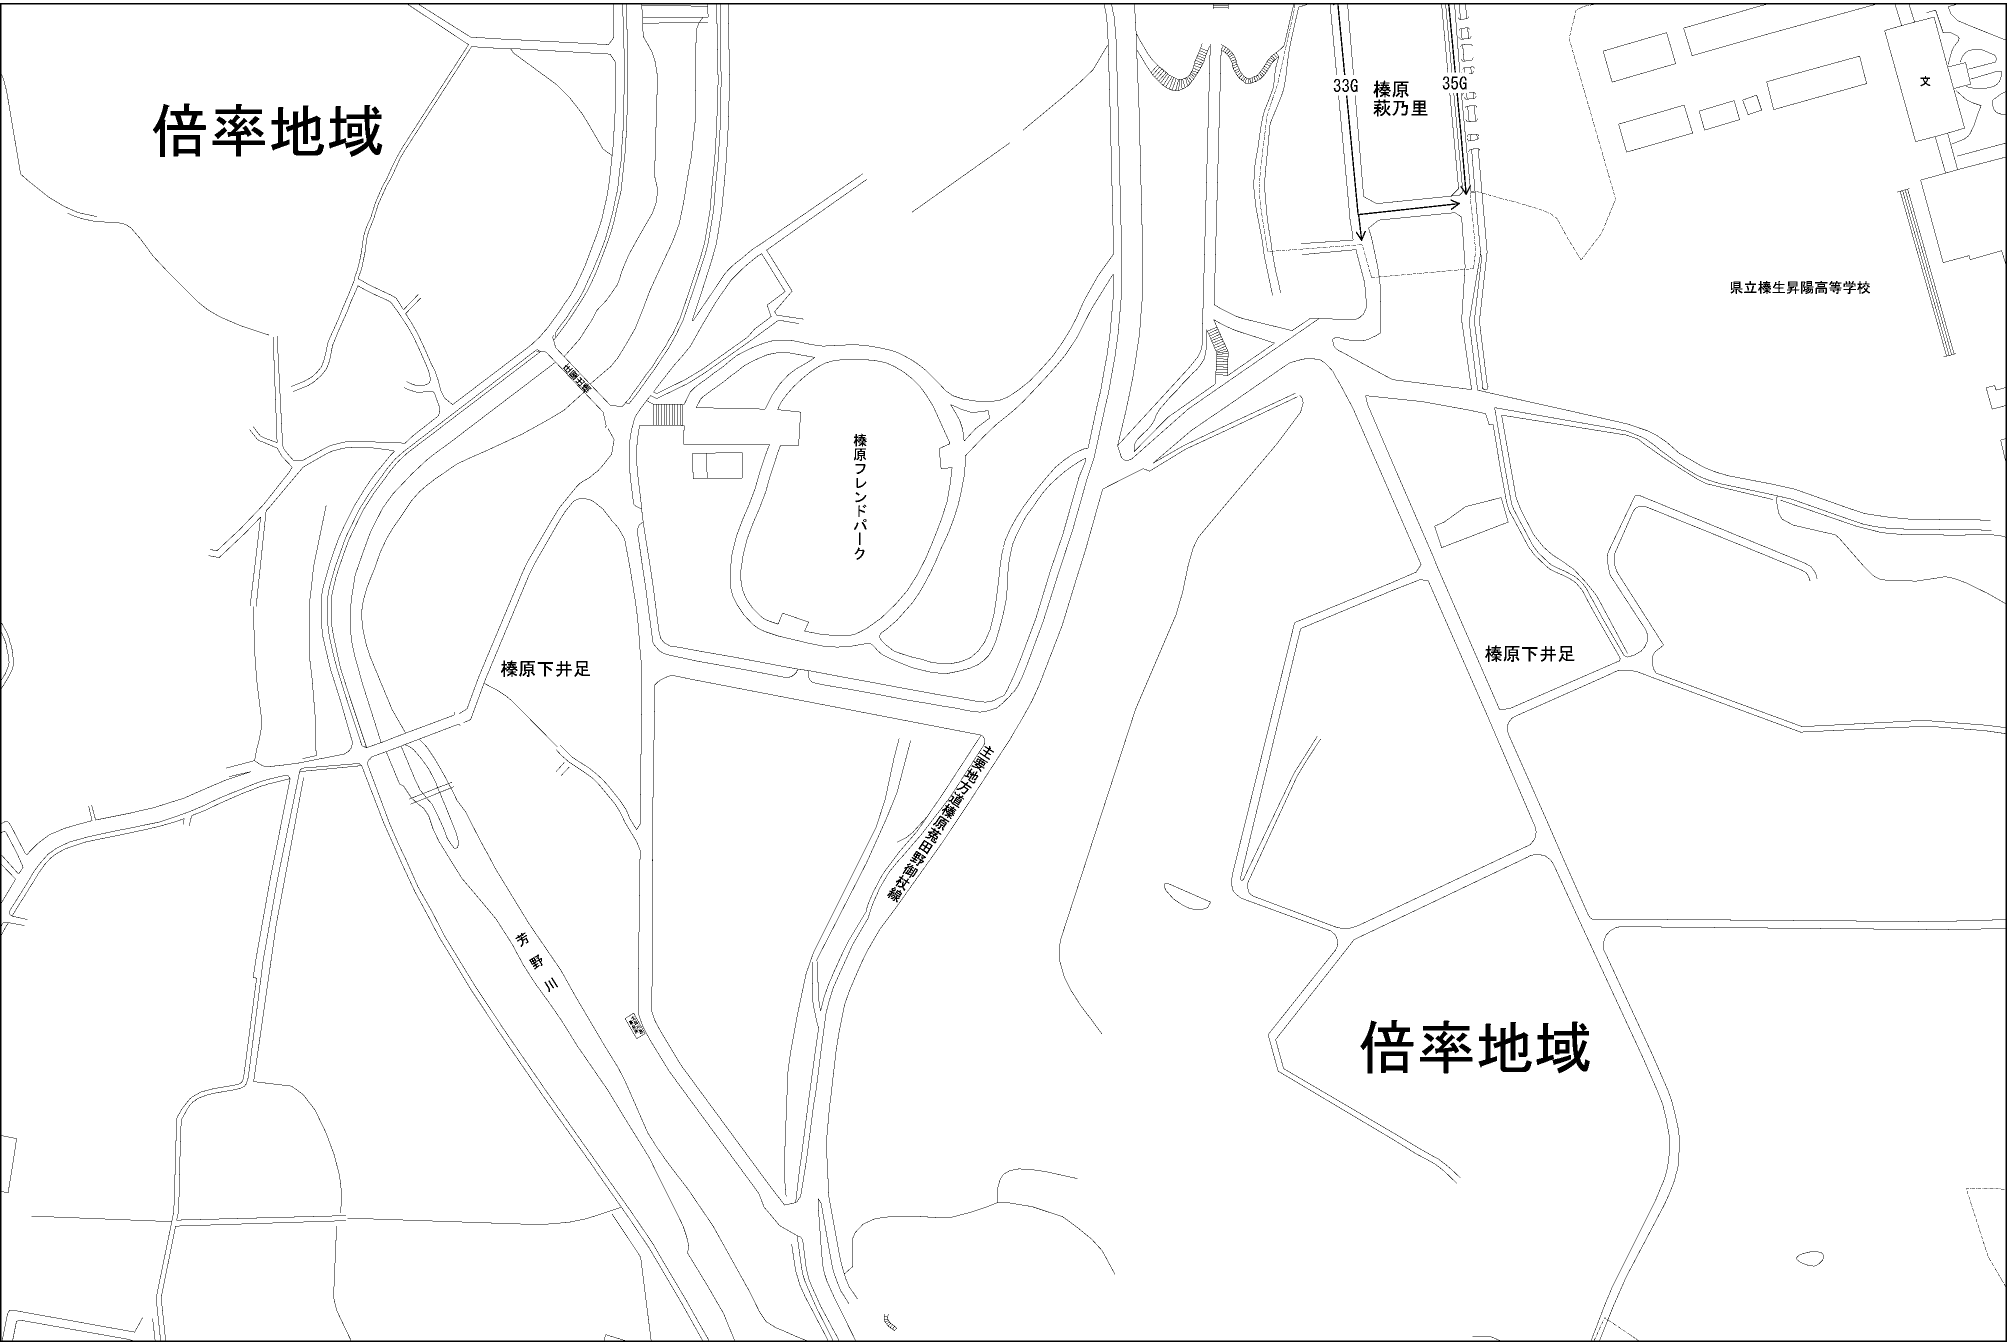 33G
35G
榛原
萩乃里
文
倍率地域
県立榛生昇陽高等学校
榛原フレンドパーク
榛原下井足
榛原下井足
主要地方道榛原菟田野御杖線
芳野川
倍率地域